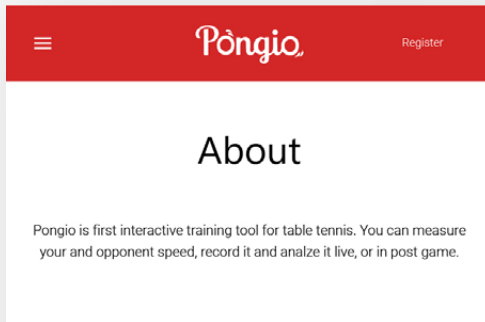 Pòngio
Register
About
Pongio is first interactive training tool for table tennis. You can measure
your and opponent speed, record it and analze it live, or in post game.